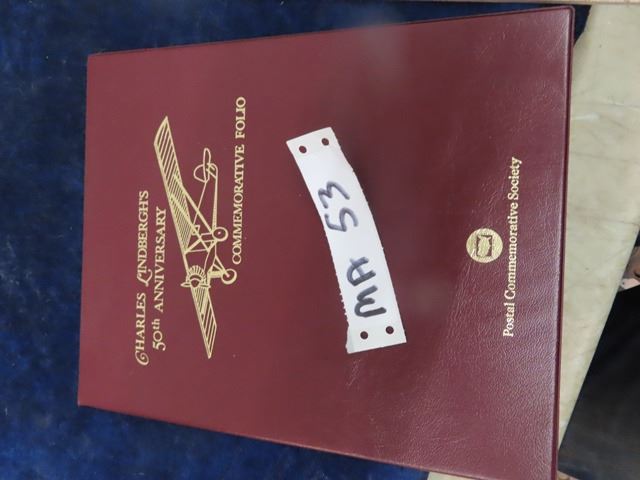 CHARLES LINDBERGH'S
50th ANNIVERSARY
COMMEMORATIVE FOLIO
MA 53
Postal Commemorative Society